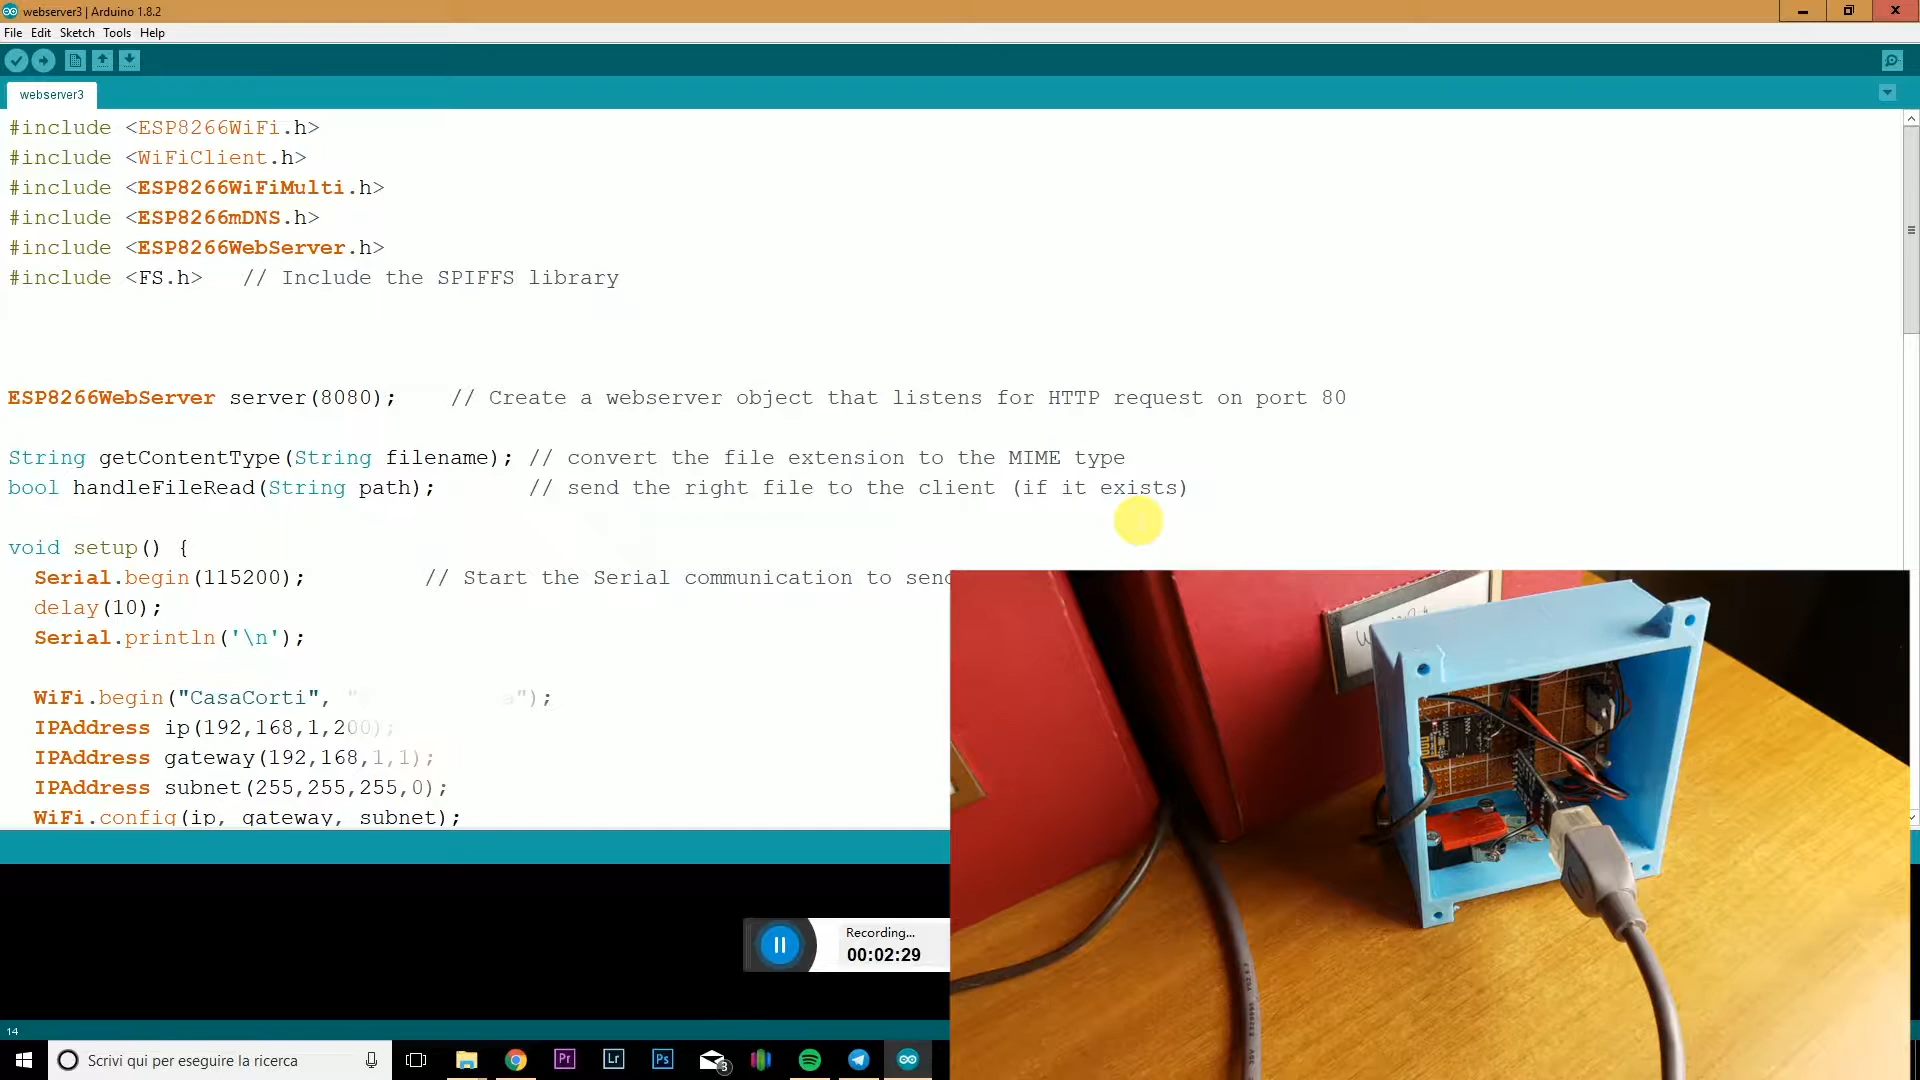 webserver3 | Arduino 1.8.2
File Edit Sketch Tools Help
webserver3
#include <ESP8266WiFi.h>
#include <WiFiClient.h>
#include <ESP8266WiFiMulti.h>
#include <ESP8266mDNS.h>
#include <ESP8266WebServer.h>
#include <FS.h>   // Include the SPIFFS library
ESP8266WebServer server(8080);    // Create a webserver object that listens for HTTP request on port 80
String getContentType(String filename); // convert the file extension to the MIME type
bool handleFileRead(String path);       // send the right file to the client (if it exists)
void setup() {
Serial.begin(115200);         // Start the Serial communication to send
delay(10);
Serial.println('\n');
WiFi.begin("CasaCorti", " a");
IPAddress ip(192,168,1,200);
IPAddress gateway(192,168,1,1);
IPAddress subnet(255,255,255,0);
WiFi.config(ip, gateway, subnet);
Recording...
00:02:29
14
Scrivi qui per eseguire la ricerca
Pr
Lr
Ps
3